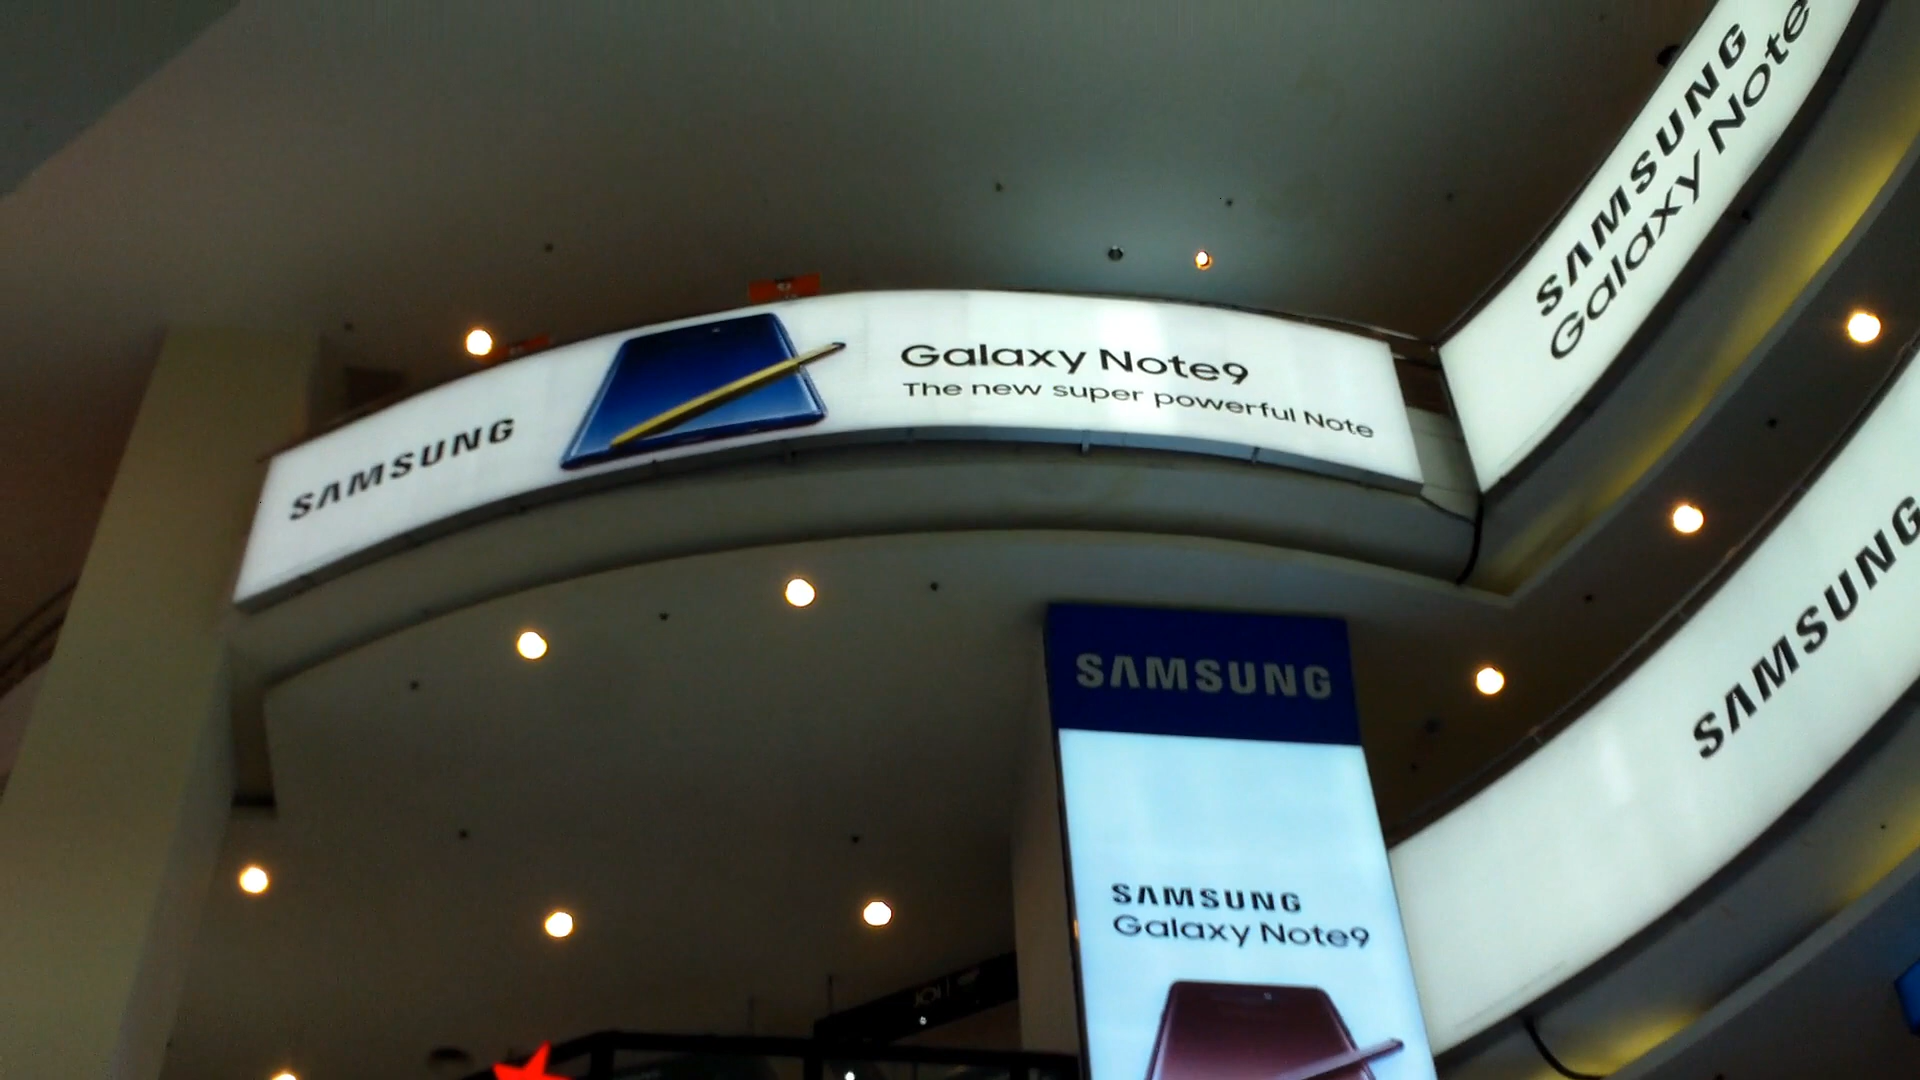 SAMSUNG
Galaxy Note
SAMSUNG
Galaxy Note9
The new super powerful Note
SAMSUNG
SAMSUNG
SAMSUNG
Galaxy Note9